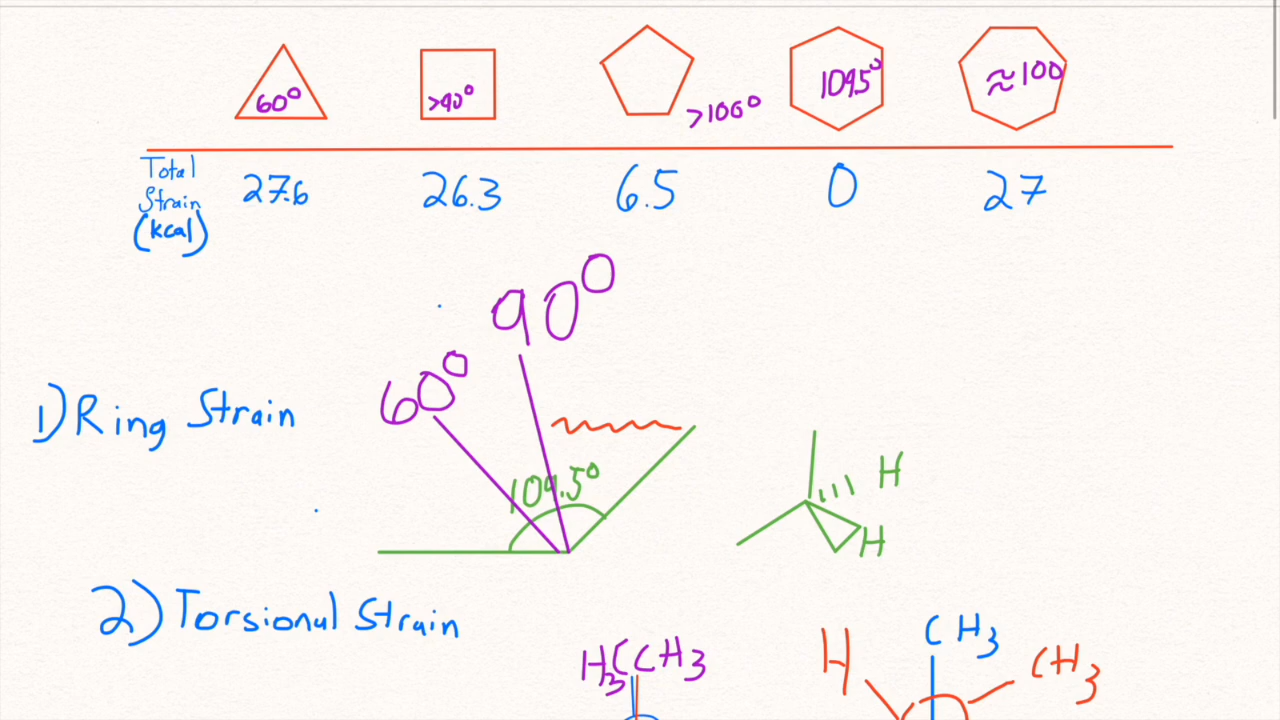 60° >90° >100° 109.5° ≈100
Total Strain (kcal) 27.6 26.3 6.5 0 27
90°
60°
1) Ring Strain
109.5°
H
H
2) Torsional Strain
CH3
H3C CH3 H CH3